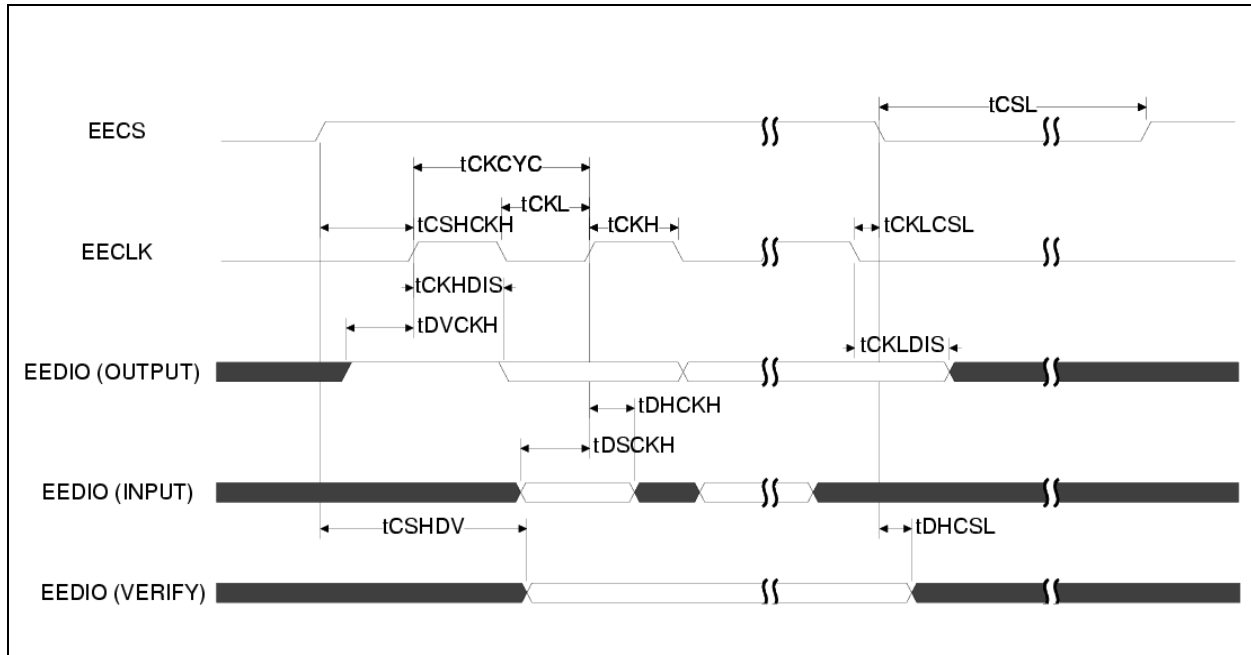 tCSL
EECS
tCKCYC
tCKL
tCSHCKH
tCKH
tCKLCSL
EECLK
tCKHDIS
tDVCKH
tCKLDIS
EEDIO (OUTPUT)
tDHCKH
tDSCKH
EEDIO (INPUT)
tCSHDV
tDHCSL
EEDIO (VERIFY)